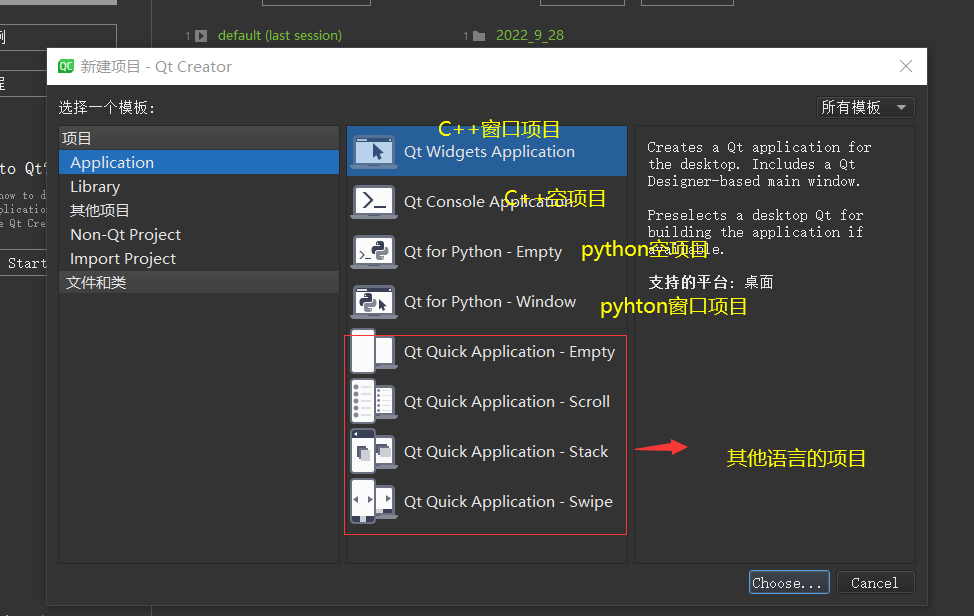 1 default (last session)
1 2022_9_28
例
程
新建项目 - Qt Creator
选择一个模板:
所有模板
项目
Application
Library
其他项目
Non-Qt Project
Import Project
文件和类
C++窗口项目
Qt Widgets Application
C++空项目
Qt Console Application
Qt for Python - Empty
python空项目
Qt for Python - Window
pyhton窗口项目
Qt Quick Application - Empty
Qt Quick Application - Scroll
Qt Quick Application - Stack
Qt Quick Application - Swipe
其他语言的项目
Creates a Qt application for
the desktop. Includes a Qt
Designer-based main window.
Preselects a desktop Qt for
building the application if
available.
支持的平台: 桌面
to Qt?
how to d
plication
e Qt Cre
Start
Choose...
Cancel